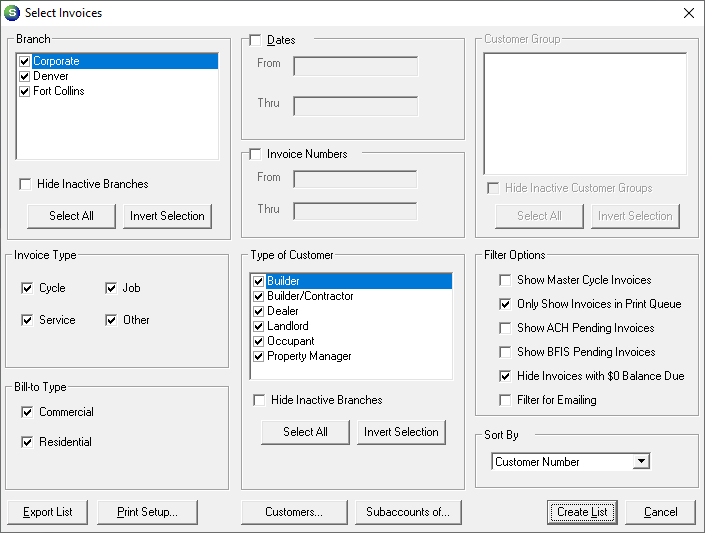 Select Invoices
Branch
Corporate
Denver
Fort Collins
Hide Inactive Branches
Select All
Invert Selection
Dates
From
Thru
Invoice Numbers
From
Thru
Customer Group
Hide Inactive Customer Groups
Select All
Invert Selection
Invoice Type
Cycle
Job
Service
Other
Bill-to Type
Commercial
Residential
Type of Customer
Builder
Builder/Contractor
Dealer
Landlord
Occupant
Property Manager
Hide Inactive Branches
Select All
Invert Selection
Filter Options
Show Master Cycle Invoices
Only Show Invoices in Print Queue
Show ACH Pending Invoices
Show BFIS Pending Invoices
Hide Invoices with $0 Balance Due
Filter for Emailing
Sort By
Customer Number
Export List
Print Setup...
Customers...
Subaccounts of...
Create List
Cancel